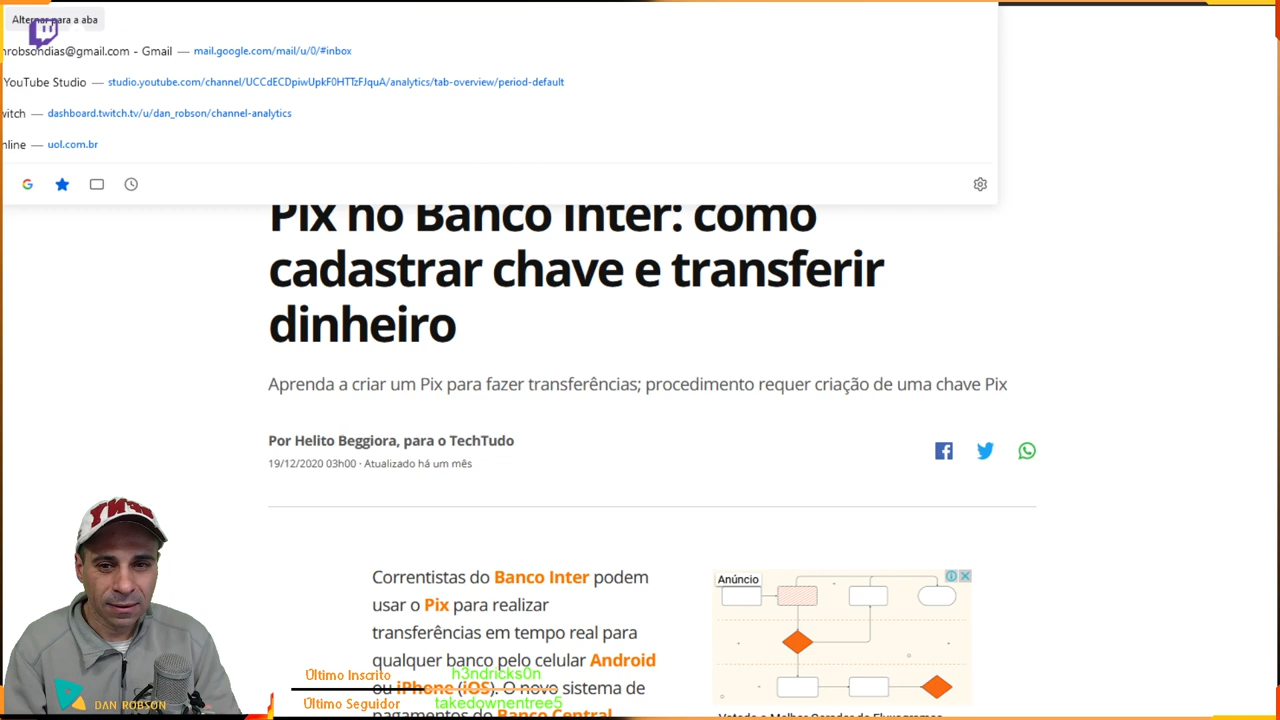 Alternar para a aba
nrobsondias@gmail.com - Gmail — mail.google.com/mail/u/0/#inbox
YouTube Studio — studio.youtube.com/channel/UCCdECDpiwUpkF0HTTzFJquA/analytics/tab-overview/period-default
witch — dashboard.twitch.tv/u/dan_robson/channel-analytics
nline — uol.com.br
Pix no Banco Inter: como
cadastrar chave e transferir
dinheiro
Aprenda a criar um Pix para fazer transferências; procedimento requer criação de uma chave Pix
Por Helito Beggiora, para o TechTudo
19/12/2020 03h00 · Atualizado há um mês
Correntistas do Banco Inter podem
usar o Pix para realizar
transferências em tempo real para
qualquer banco pelo celular Android
ou iPhone (iOS). O novo sistema de
pagamentos do Banco Central,
Anúncio
Último Inscrito h3ndricks0n
Último Seguidor takedownentree5
DAN ROBSON